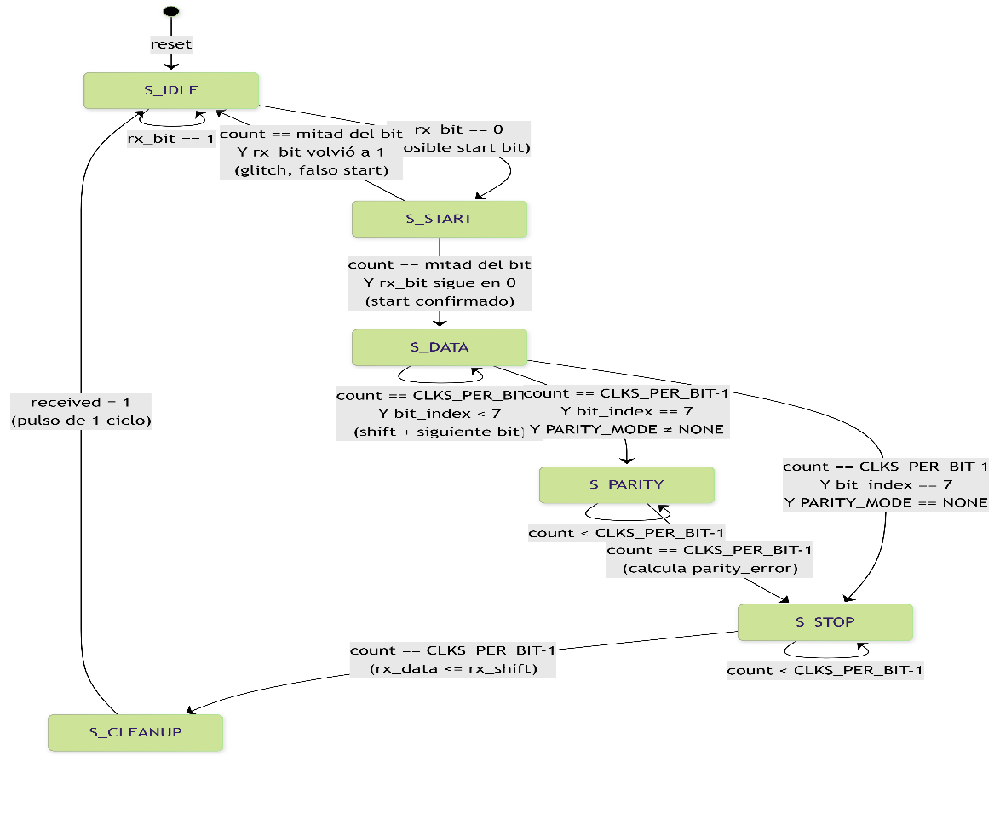 reset
S_IDLE
rx_bit == 1
count == mitad del bit
Y rx_bit volvió a 1
(glitch, falso start)
rx_bit == 0
osible start bit)
S_START
count == mitad del bit
Y rx_bit sigue en 0
(start confirmado)
S_DATA
count == CLKS_PER_BIT
Y bit_index < 7
(shift + siguiente bit)
count == CLKS_PER_BIT-1
Y bit_index == 7
Y PARITY_MODE ≠ NONE
received = 1
(pulso de 1 ciclo)
count == CLKS_PER_BIT-1
Y bit_index == 7
Y PARITY_MODE == NONE
S_PARITY
count < CLKS_PER_BIT-1
count == CLKS_PER_BIT-1
(calcula parity_error)
S_STOP
count < CLKS_PER_BIT-1
count == CLKS_PER_BIT-1
(rx_data <= rx_shift)
S_CLEANUP